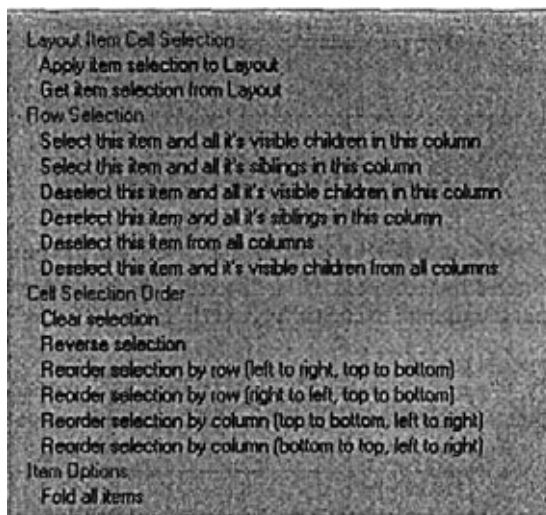 Layout Item Cell Selection
Apply item selection to Layout
Get item selection from Layout
Row Selection
Select this item and all it's visible children in this column
Select this item and all it's siblings in this column
Deselect this item and all it's visible children in this column
Deselect this item and all it's siblings in this column
Deselect this item from all columns
Deselect this item and it's visible children from all columns
Cell Selection Order
Clear selection
Reverse selection
Reorder selection by row (left to right, top to bottom)
Reorder selection by row (right to left, top to bottom)
Reorder selection by column (top to bottom, left to right)
Reorder selection by column (bottom to top, left to right)
Item Options
Fold all items